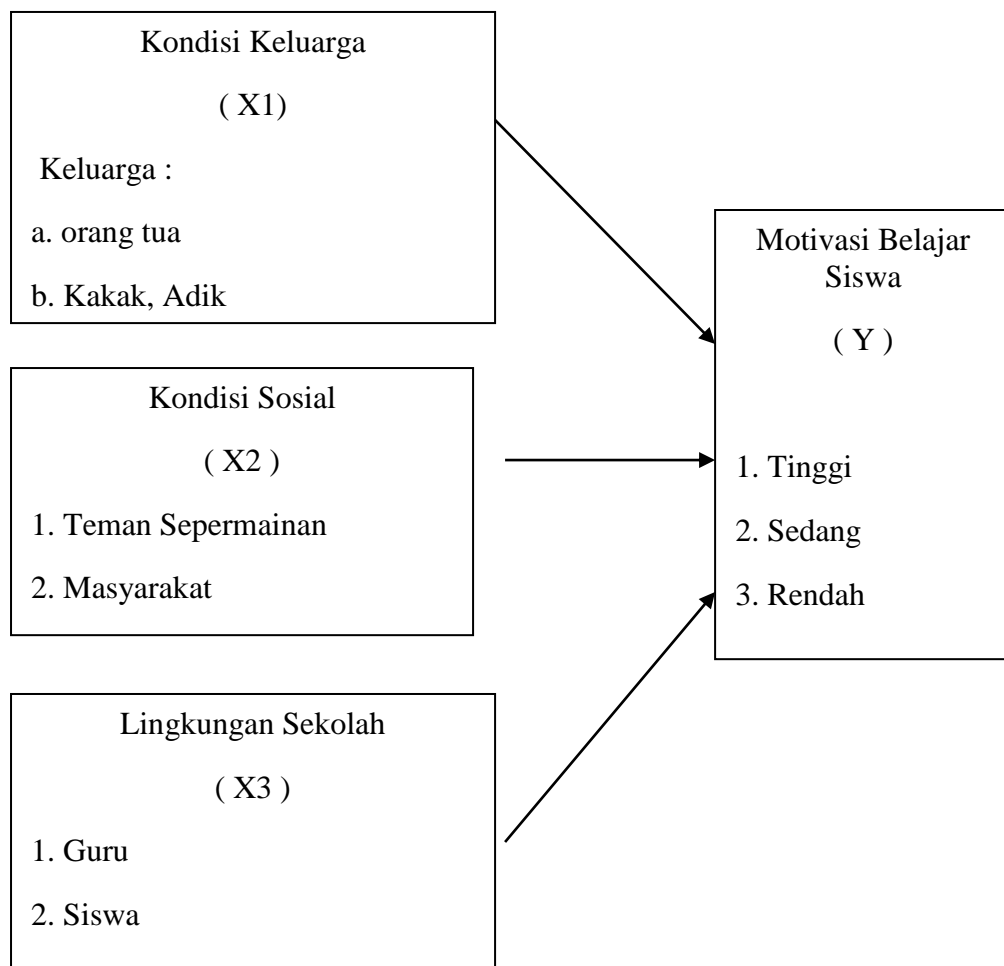 Kondisi Keluarga
( X1)
Keluarga :
a. orang tua
b. Kakak, Adik
Kondisi Sosial
( X2 )
1. Teman Sepermainan
2. Masyarakat
Lingkungan Sekolah
( X3 )
1. Guru
2. Siswa
Motivasi Belajar
Siswa
( Y )
1. Tinggi
2. Sedang
3. Rendah